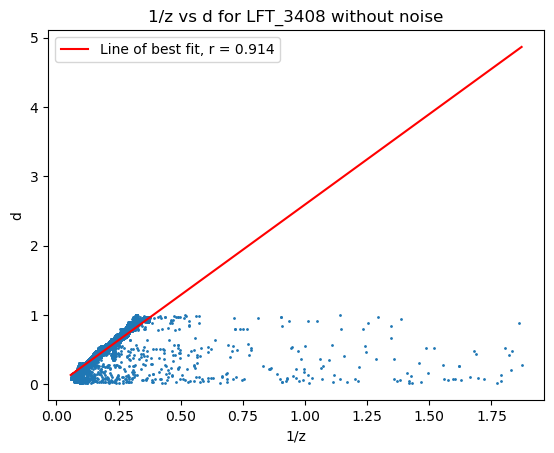 1/z vs d for LFT_3408 without noise
Line of best fit, r = 0.914
5
4
3
2
1
0
d
0.00 0.25 0.50 0.75 1.00 1.25 1.50 1.75
1/z